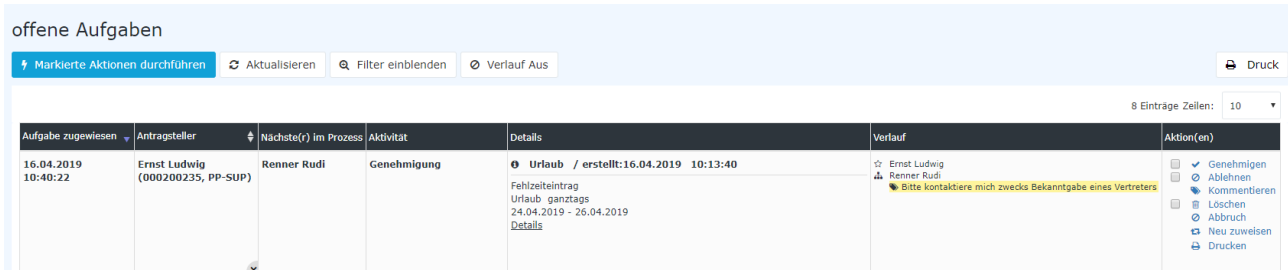 offene Aufgaben
Markierte Aktionen durchführen Aktualisieren Filter einblenden Verlauf Aus Druck
8 Einträge Zeilen: 10
Aufgabe zugewiesen Antragsteller Nächste(r) im Prozess Aktivität Details Verlauf Aktion(en)
16.04.2019
10:40:22
Ernst Ludwig
(000200235, PP-SUP)
Renner Rudi
Genehmigung
Urlaub / erstellt:16.04.2019 10:13:40
Fehlzeiteintrag
Urlaub ganztags
24.04.2019 - 26.04.2019
Details
Ernst Ludwig
Renner Rudi
Bitte kontaktiere mich zwecks Bekanntgabe eines Vertreters
Genehmigen
Ablehnen
Kommentieren
Löschen
Abbruch
Neu zuweisen
Drucken